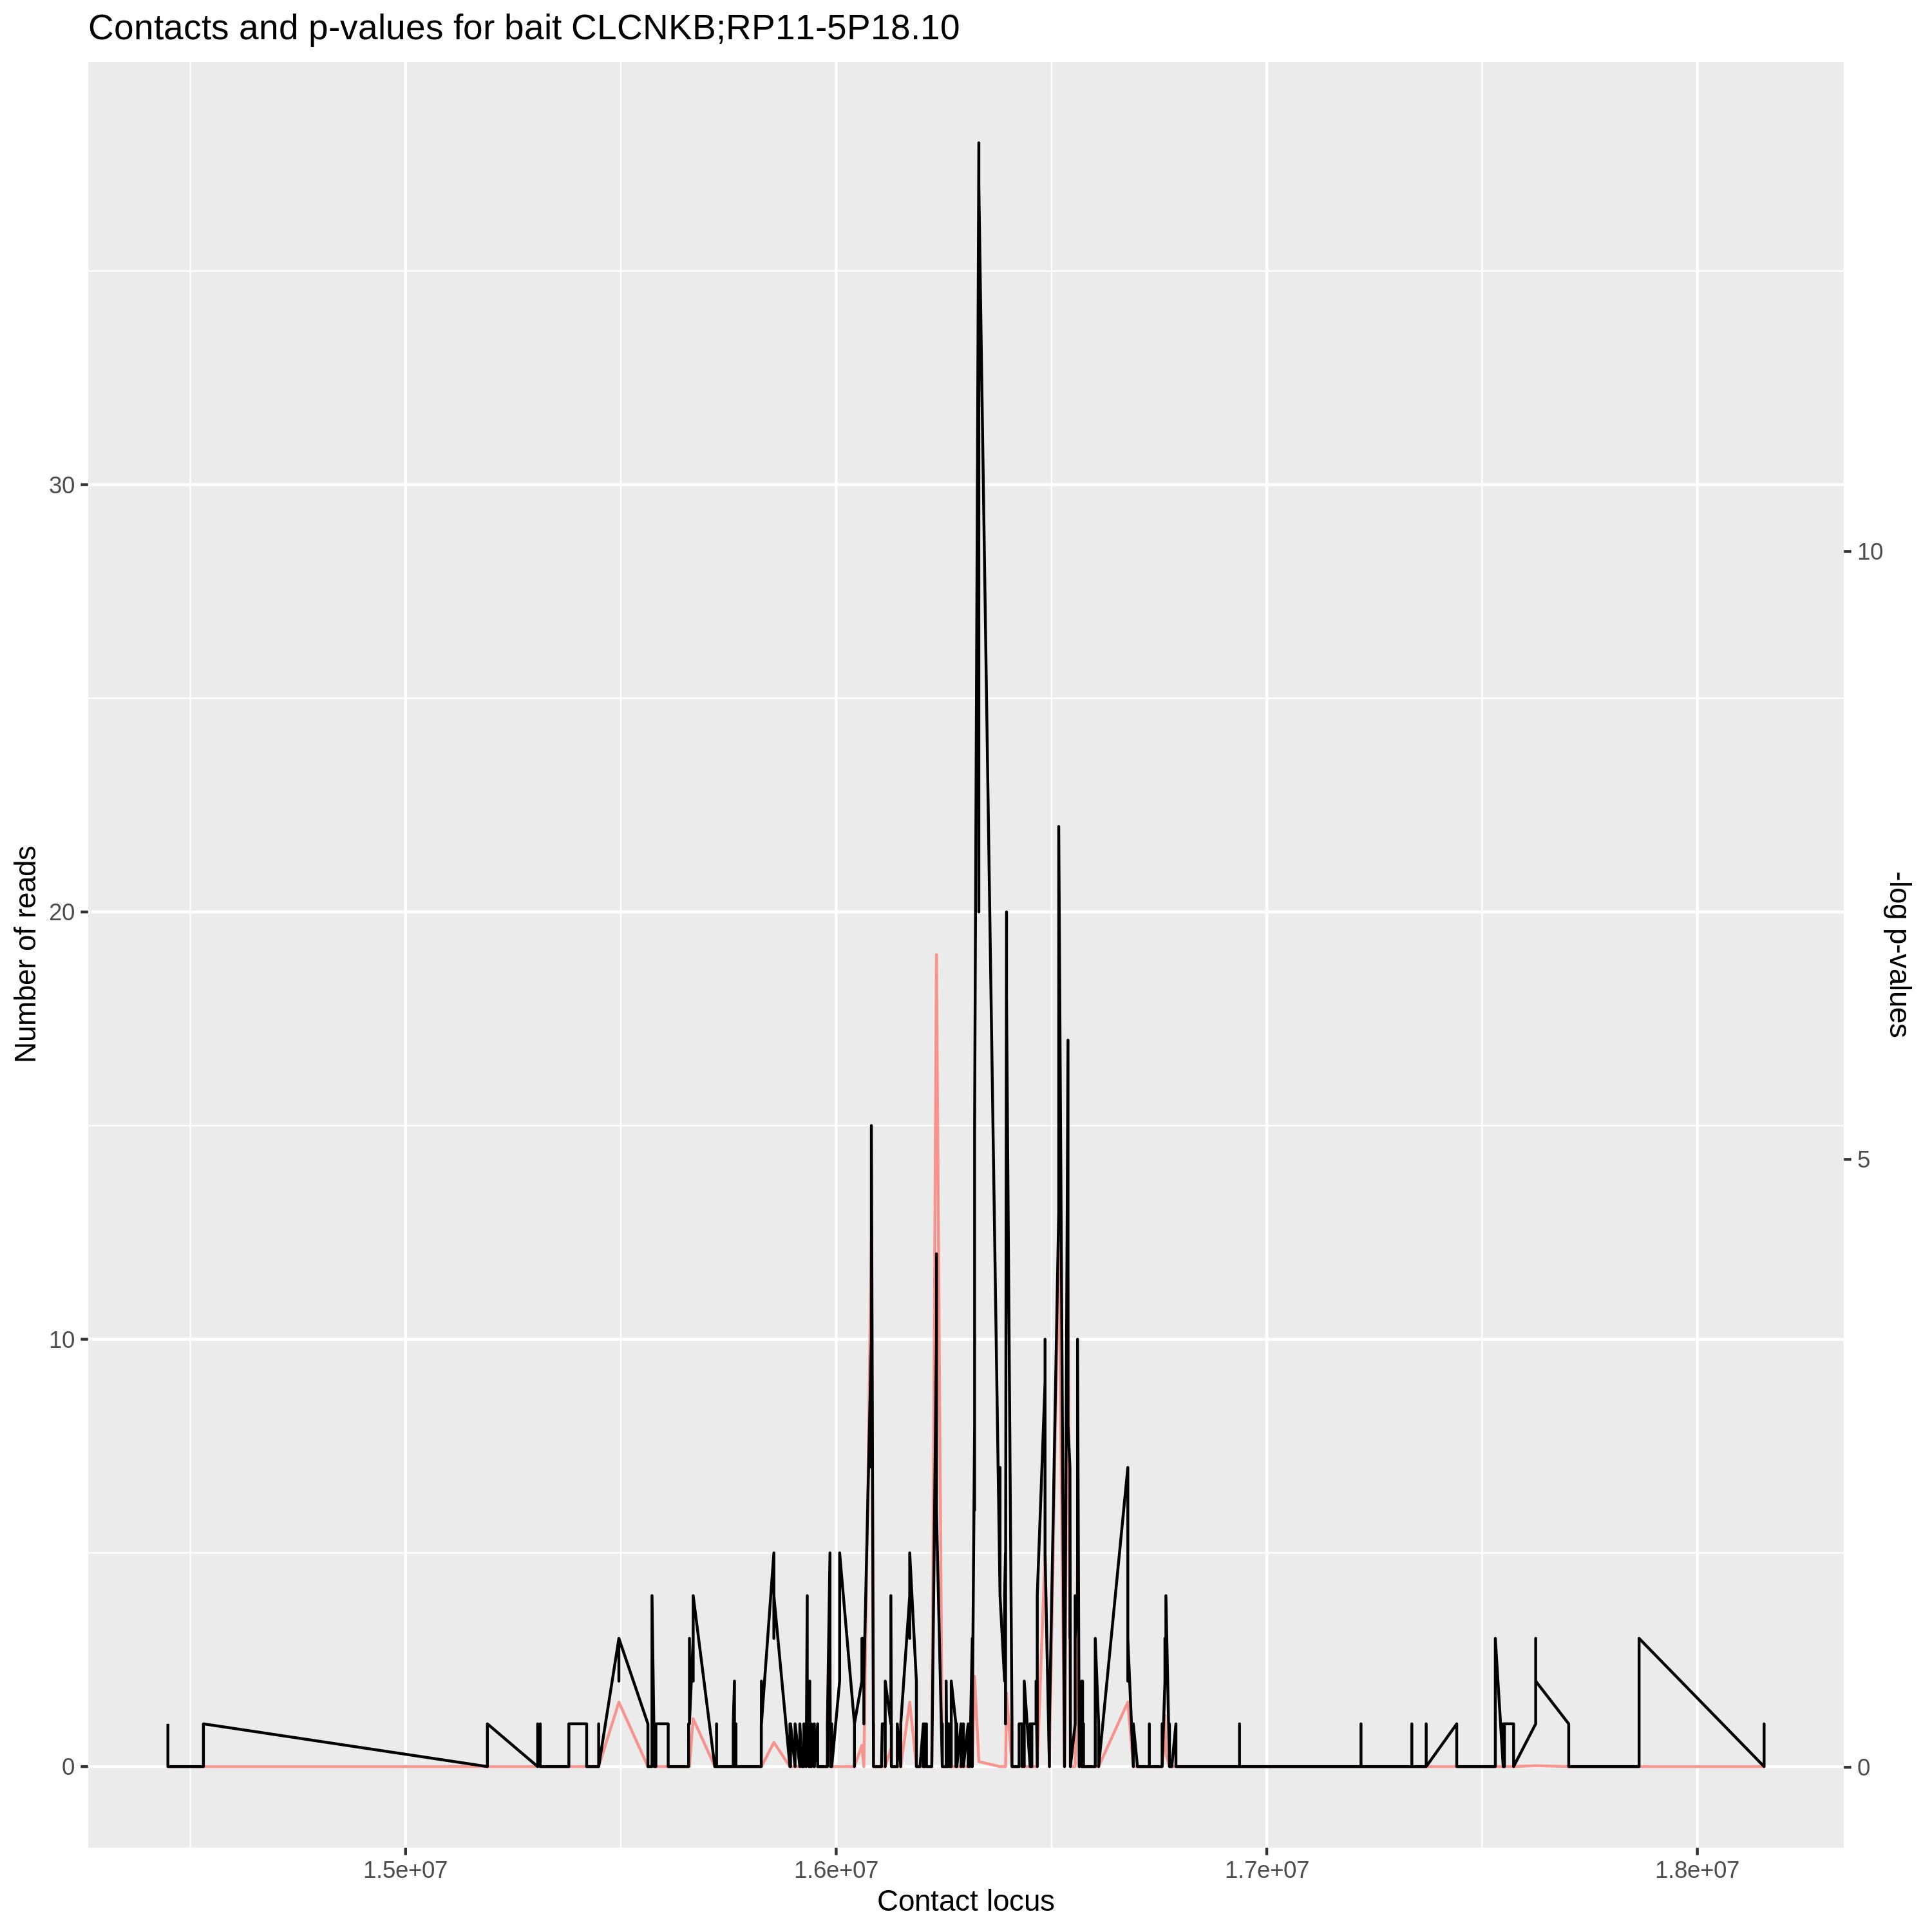 Contacts and p-values for bait CLCNKB;RP11-5P18.10
Number of reads
30
20
10
0
10
5
0
-log p-values
1.5e+07
1.6e+07
1.7e+07
1.8e+07
Contact locus